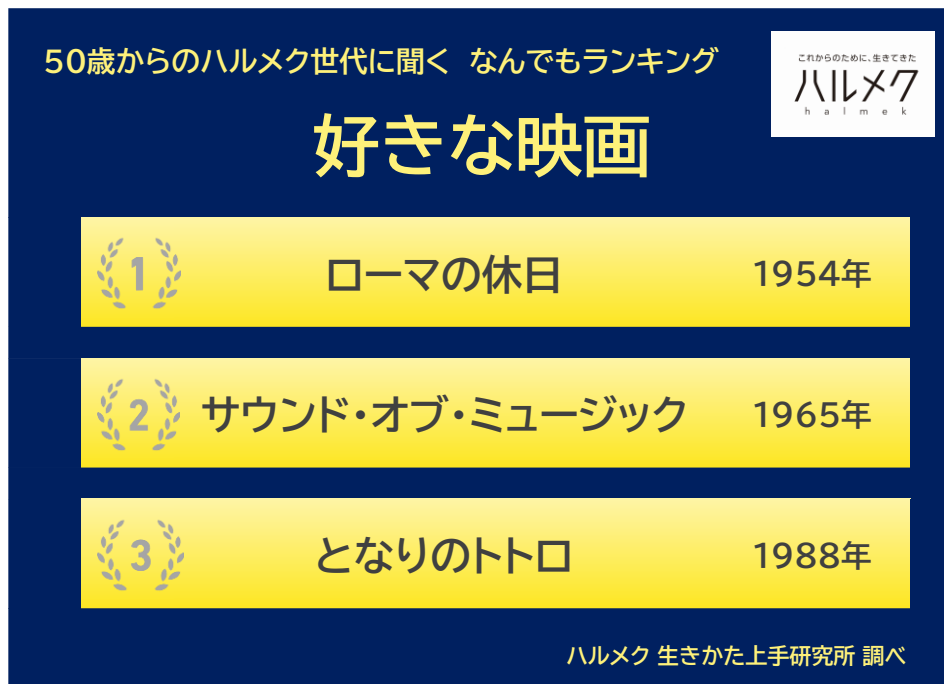 50歳からのハルメク世代に聞く なんでもランキング
これからのために、生きてきた
ハルメク
halmek
好きな映画
1 ローマの休日 1954年
2 サウンド・オブ・ミュージック 1965年
3 となりのトトロ 1988年
ハルメク 生きかた上手研究所 調べ